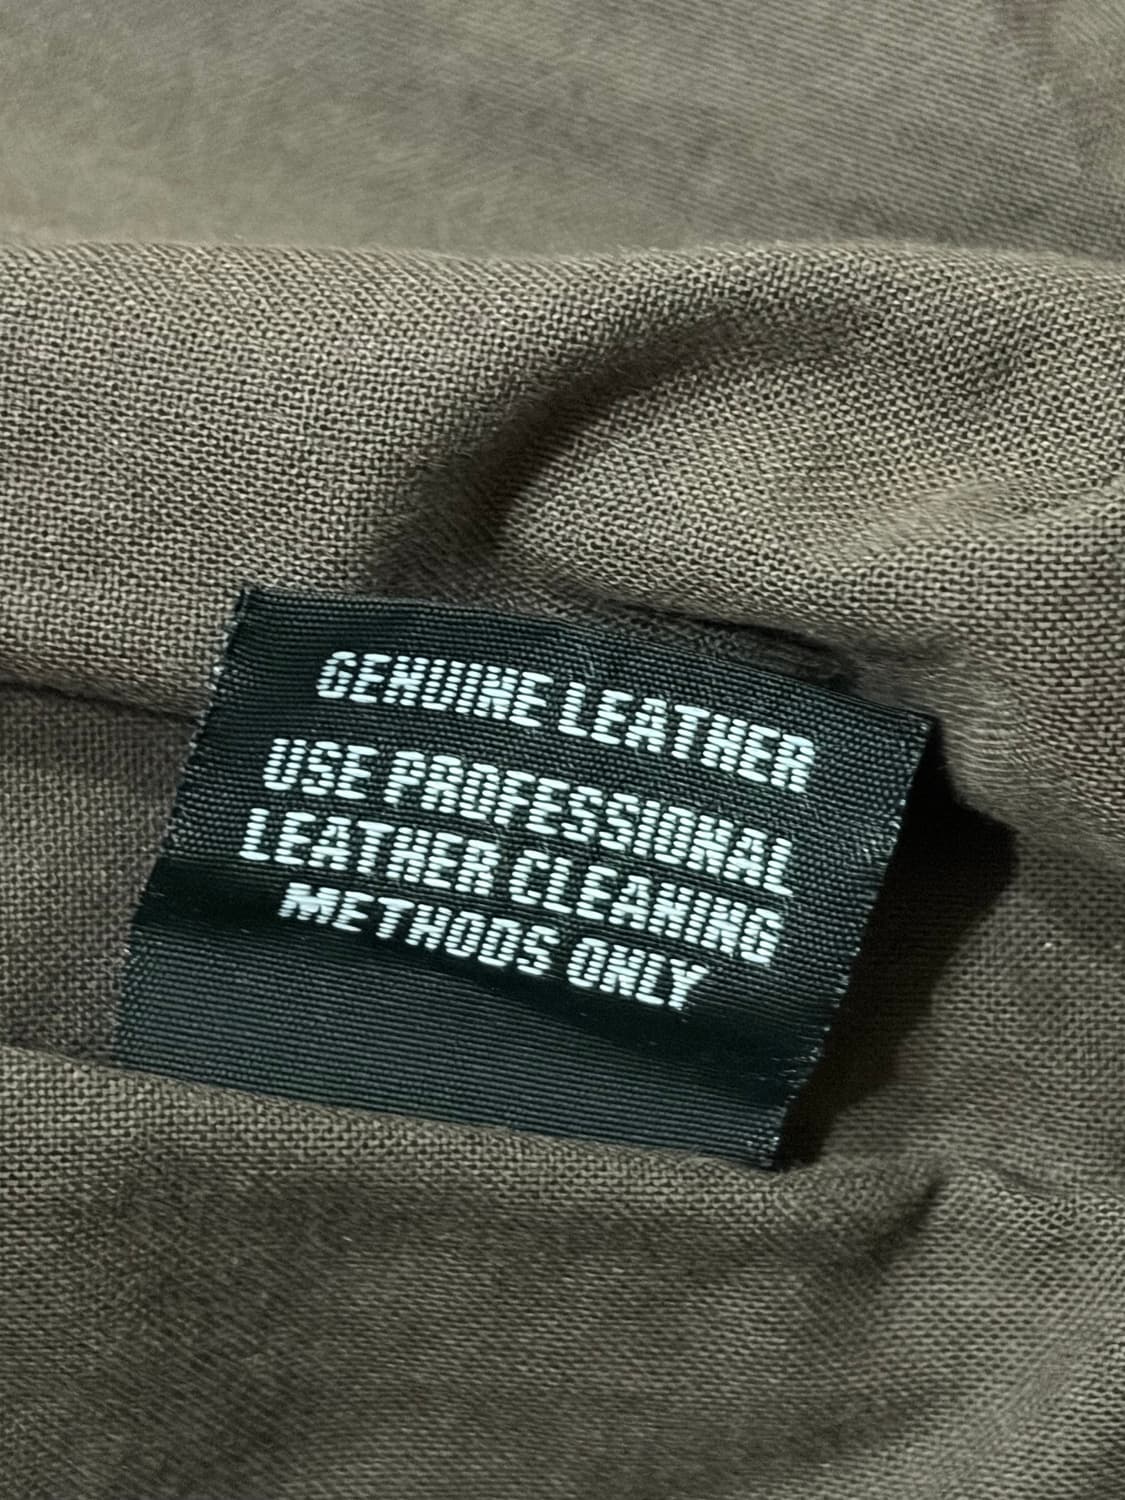 GENUINE LEATHER
USE PROFESSIONAL
LEATHER CLEANING
METHODS ONLY